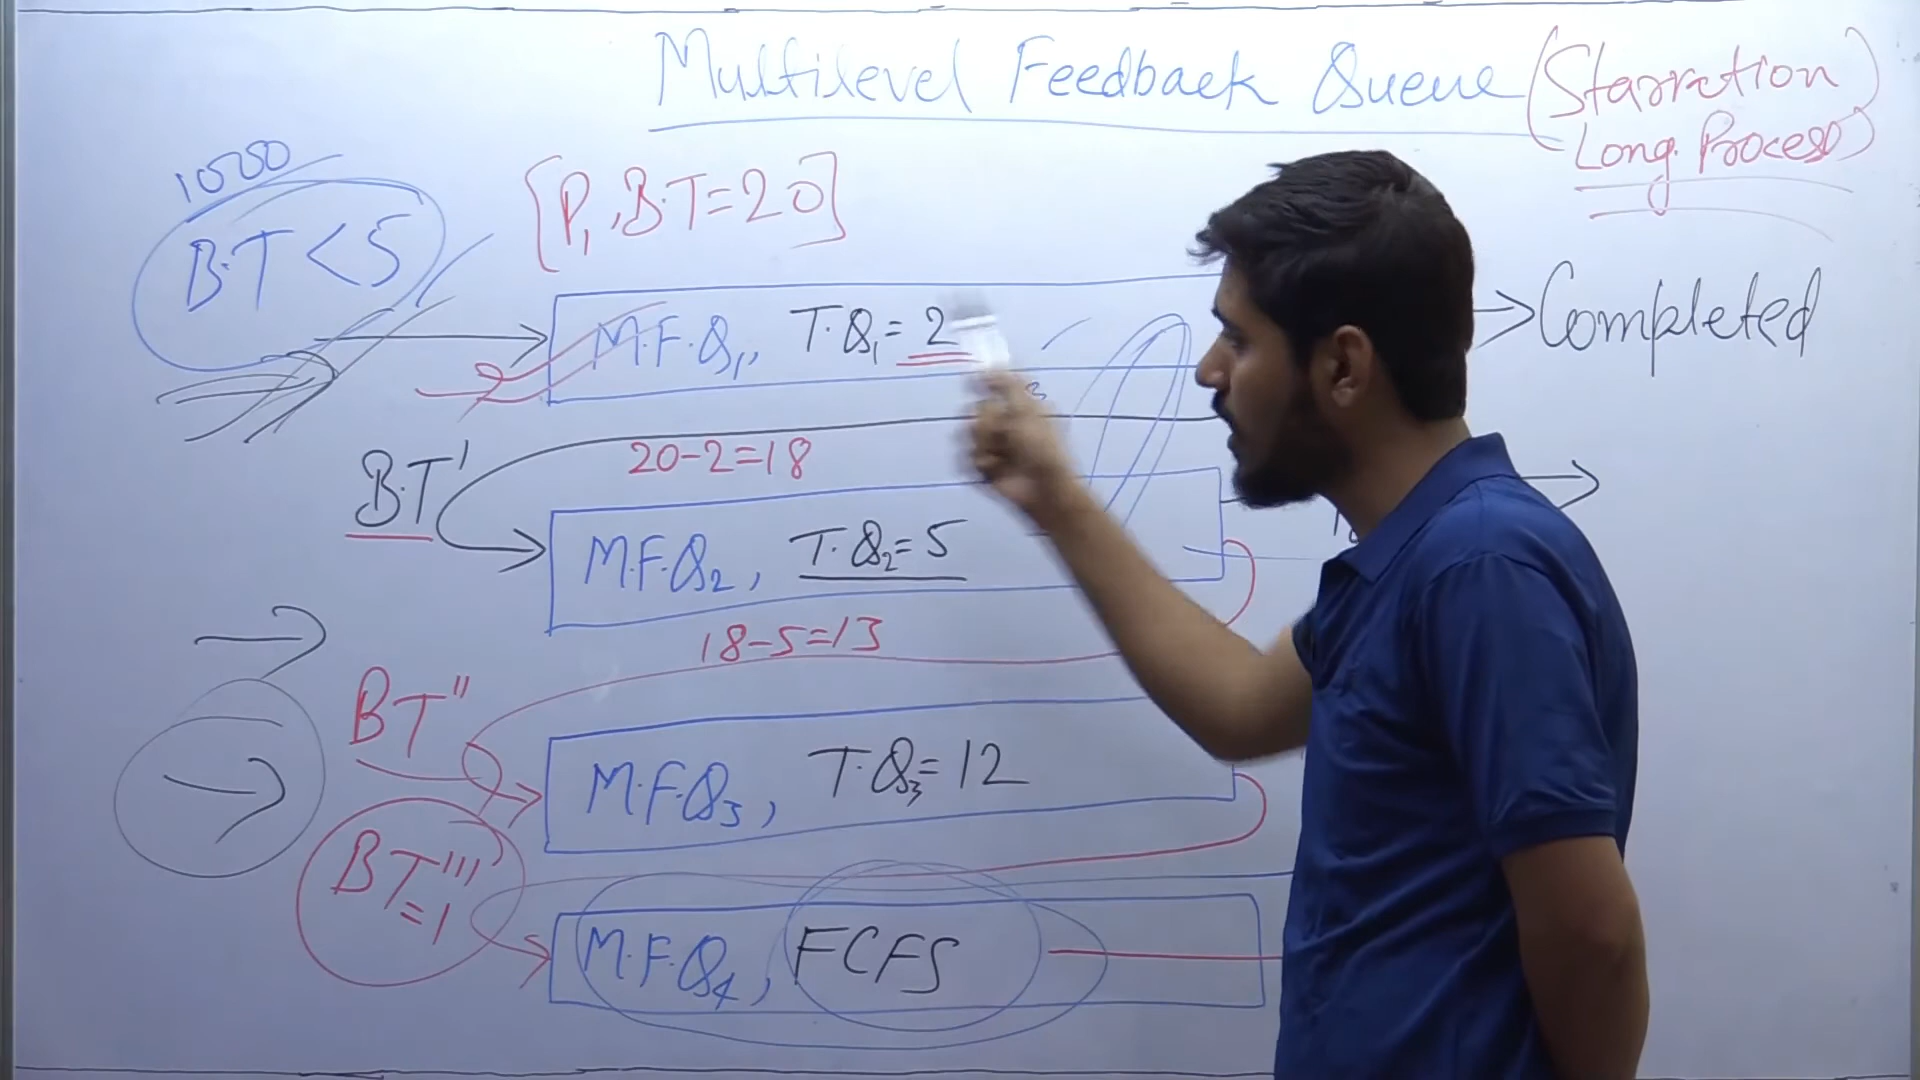 Multilevel Feedback Queue (Starvation
Long Process)
1000
B.T < 5
[P1, B.T=20]
M.F.Q1, T.Q1= 2
Completed
B.T'
20-2=18
M.F.Q2, T.Q2= 5
18-5=13
BT''
M.F.Q3, T.Q3= 12
BT'''
=1
M.F.Q4, FCFS